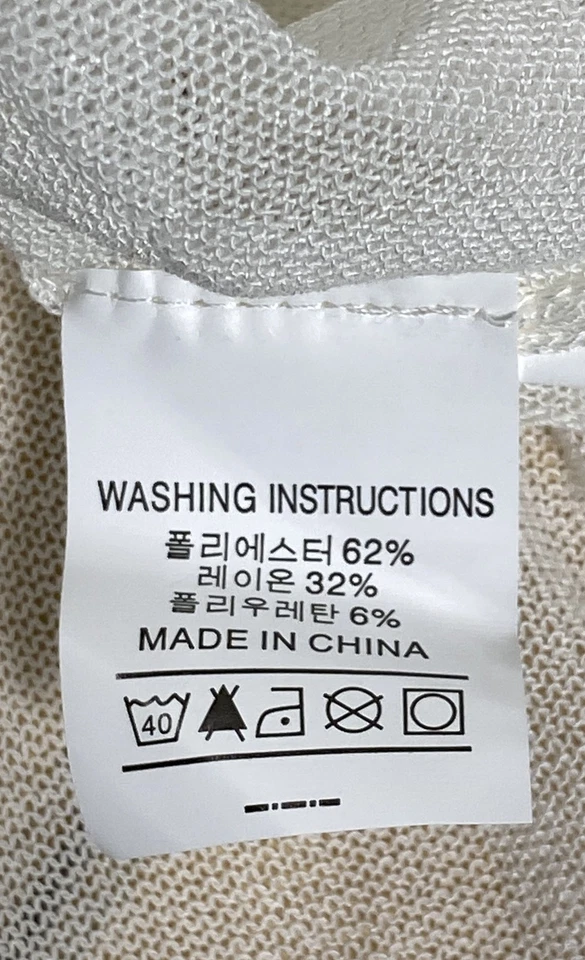 WASHING INSTRUCTIONS
폴리에스터 62%
레이온 32%
폴리우레탄 6%
MADE IN CHINA
40